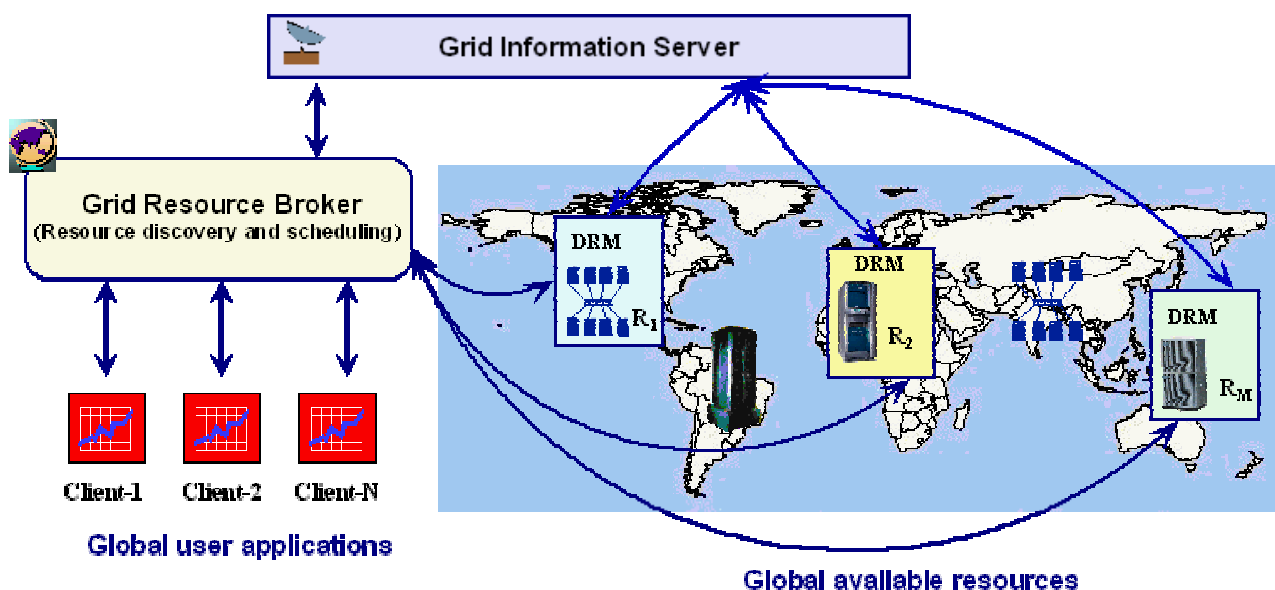 Grid Information Server
Grid Resource Broker
(Resource discovery and scheduling)
DRM
R1
DRM
R2
DRM
RM
Client-1
Client-2
Client-N
Global user applications
Global available resources